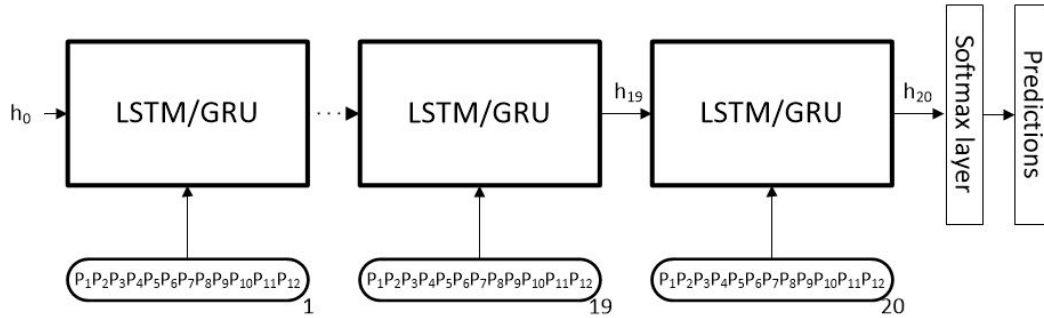 h₀
LSTM/GRU
...
LSTM/GRU
h₁₉
LSTM/GRU
h₂₀
Softmax layer
Predictions
P₁P₂P₃P₄P₅P₆P₇P₈P₉P₁₀P₁₁P₁₂
1
P₁P₂P₃P₄P₅P₆P₇P₈P₉P₁₀P₁₁P₁₂
19
P₁P₂P₃P₄P₅P₆P₇P₈P₉P₁₀P₁₁P₁₂
20